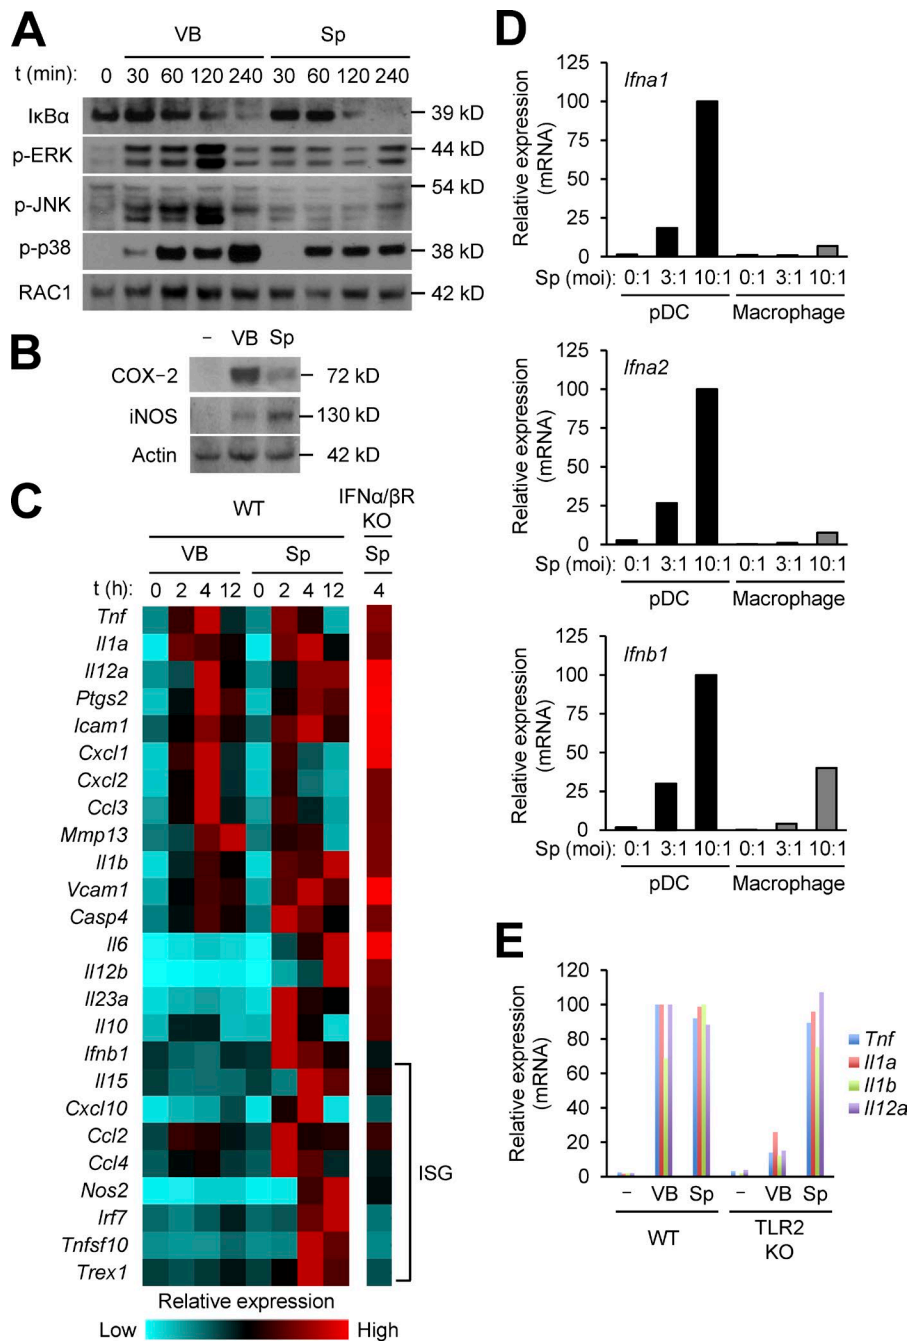 A
VB Sp
t (min): 0 30 60 120 240 30 60 120 240
IκBα 39 kD
p-ERK 44 kD
54 kD
p-JNK
p-p38 38 kD
RAC1 42 kD
B
– VB Sp
COX-2 72 kD
iNOS 130 kD
Actin 42 kD
C
WT IFNα/βR KO
VB Sp Sp
t (h): 0 2 4 12 0 2 4 12 4
Tnf
Il1a
Il12a
Ptgs2
Icam1
Cxcl1
Cxcl2
Ccl3
Mmp13
Il1b
Vcam1
Casp4
Il6
Il12b
Il23a
Il10
Ifnb1
Il15
Cxcl10
Ccl2
Ccl4
Nos2
Irf7
Tnfsf10
Trex1
ISG
Relative expression
Low High
D
Ifna1
Relative expression
(mRNA)
125
100
75
50
25
0
Sp (moi): 0:1 3:1 10:1 0:1 3:1 10:1
pDC Macrophage
Ifna2
Relative expression
(mRNA)
125
100
75
50
25
0
Sp (moi): 0:1 3:1 10:1 0:1 3:1 10:1
pDC Macrophage
Ifnb1
Relative expression
(mRNA)
125
100
75
50
25
0
Sp (moi): 0:1 3:1 10:1 0:1 3:1 10:1
pDC Macrophage
E
Relative expression
(mRNA)
120
100
80
60
40
20
0
– VB Sp – VB Sp
WT TLR2
KO
Tnf
Il1a
Il1b
Il12a